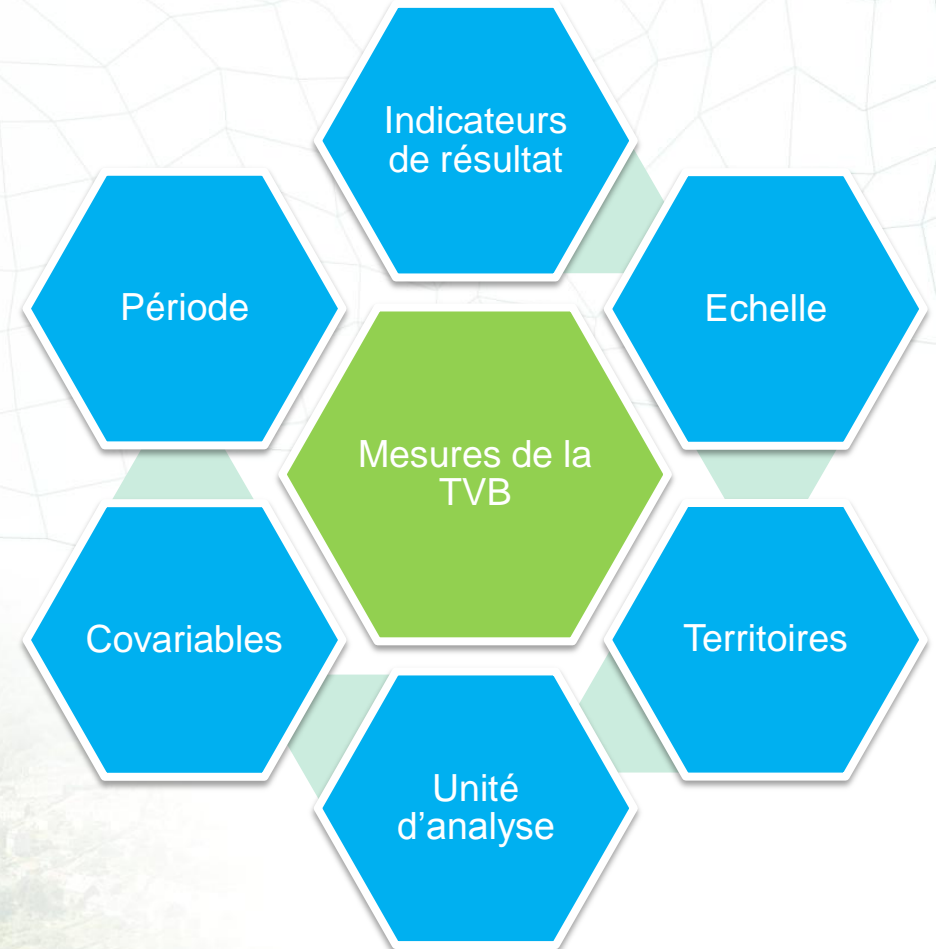 Indicateurs
de résultat
Période
Echelle
Mesures de la
TVB
Covariables
Territoires
Unité
d’analyse